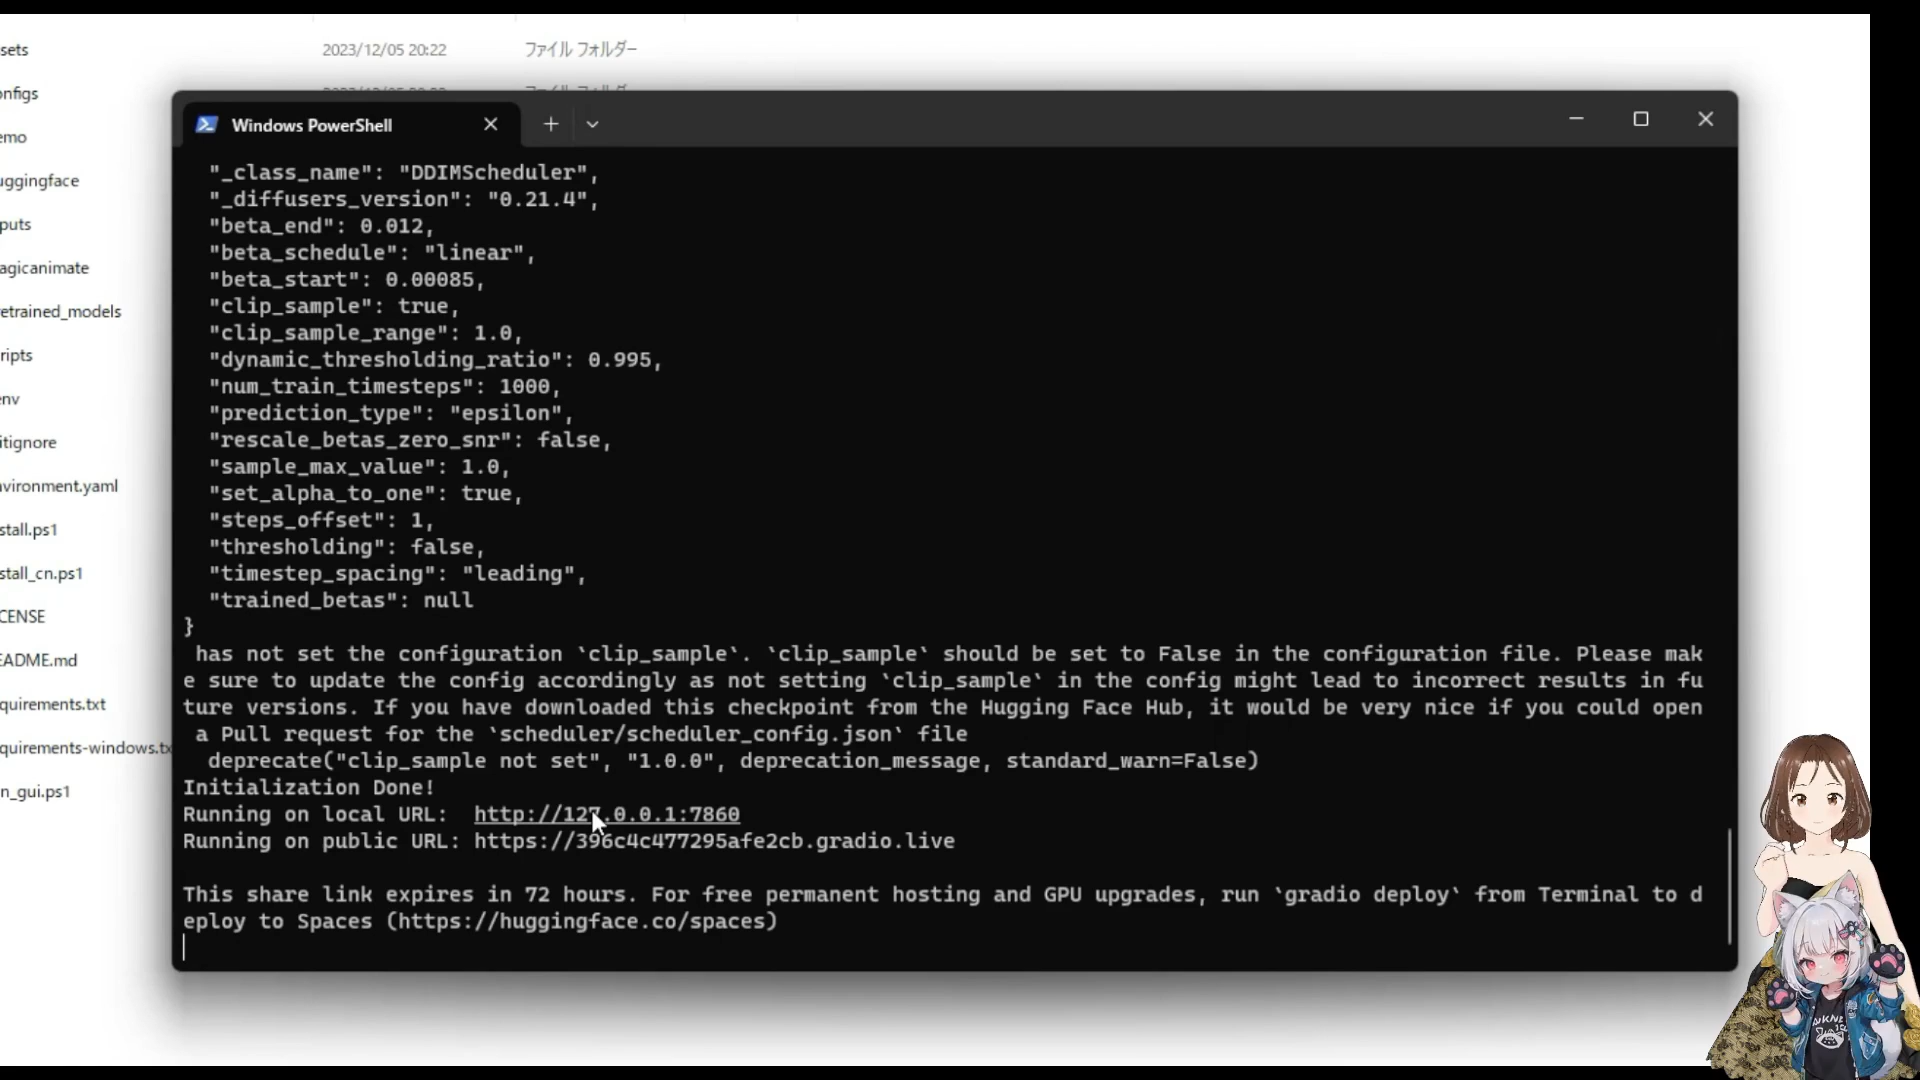 sets 2023/12/05 20:22 ファイル フォルダー
onfigs
emo
uggingface
puts
agicanimate
etrained_models
ripts
env
itignore
nvironment.yaml
stall.ps1
stall_cn.ps1
CENSE
EADME.md
quirements.txt
quirements-windows.tx
n_gui.ps1
Windows PowerShell
"_class_name": "DDIMScheduler",
"_diffusers_version": "0.21.4",
"beta_end": 0.012,
"beta_schedule": "linear",
"beta_start": 0.00085,
"clip_sample": true,
"clip_sample_range": 1.0,
"dynamic_thresholding_ratio": 0.995,
"num_train_timesteps": 1000,
"prediction_type": "epsilon",
"rescale_betas_zero_snr": false,
"sample_max_value": 1.0,
"set_alpha_to_one": true,
"steps_offset": 1,
"thresholding": false,
"timestep_spacing": "leading",
"trained_betas": null
}
has not set the configuration `clip_sample`. `clip_sample` should be set to False in the configuration file. Please mak
e sure to update the config accordingly as not setting `clip_sample` in the config might lead to incorrect results in fu
ture versions. If you have downloaded this checkpoint from the Hugging Face Hub, it would be very nice if you could open
a Pull request for the `scheduler/scheduler_config.json` file
deprecate("clip_sample not set", "1.0.0", deprecation_message, standard_warn=False)
Initialization Done!
Running on local URL: http://127.0.0.1:7860
Running on public URL: https://396c4c477295afe2cb.gradio.live
This share link expires in 72 hours. For free permanent hosting and GPU upgrades, run `gradio deploy` from Terminal to d
eploy to Spaces (https://huggingface.co/spaces)